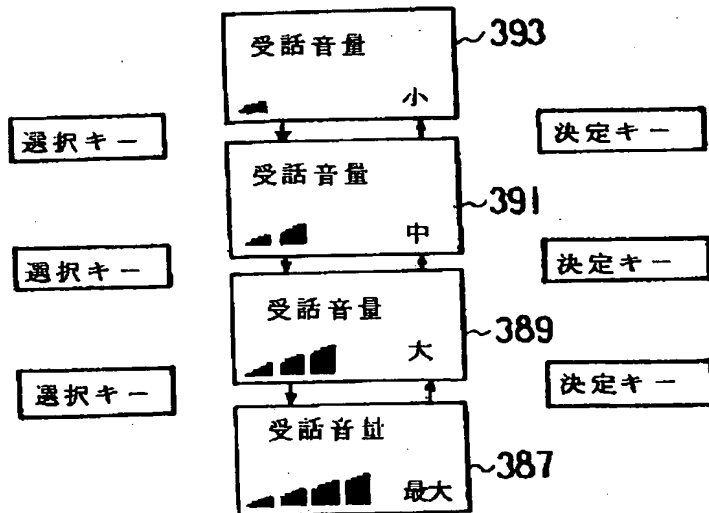 受話音量
小
393
選択キー
決定キー
受話音量
中
391
選択キー
決定キー
受話音量
大
389
選択キー
決定キー
受話音量
最大
387